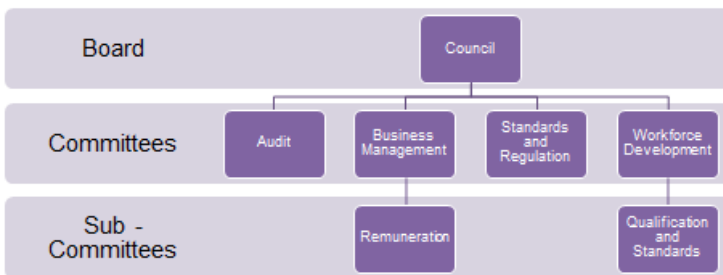 Board
Council
Committees
Audit
Business
Management
Standards
and
Regulation
Workforce
Development
Sub -
Committees
Remuneration
Qualification
and
Standards